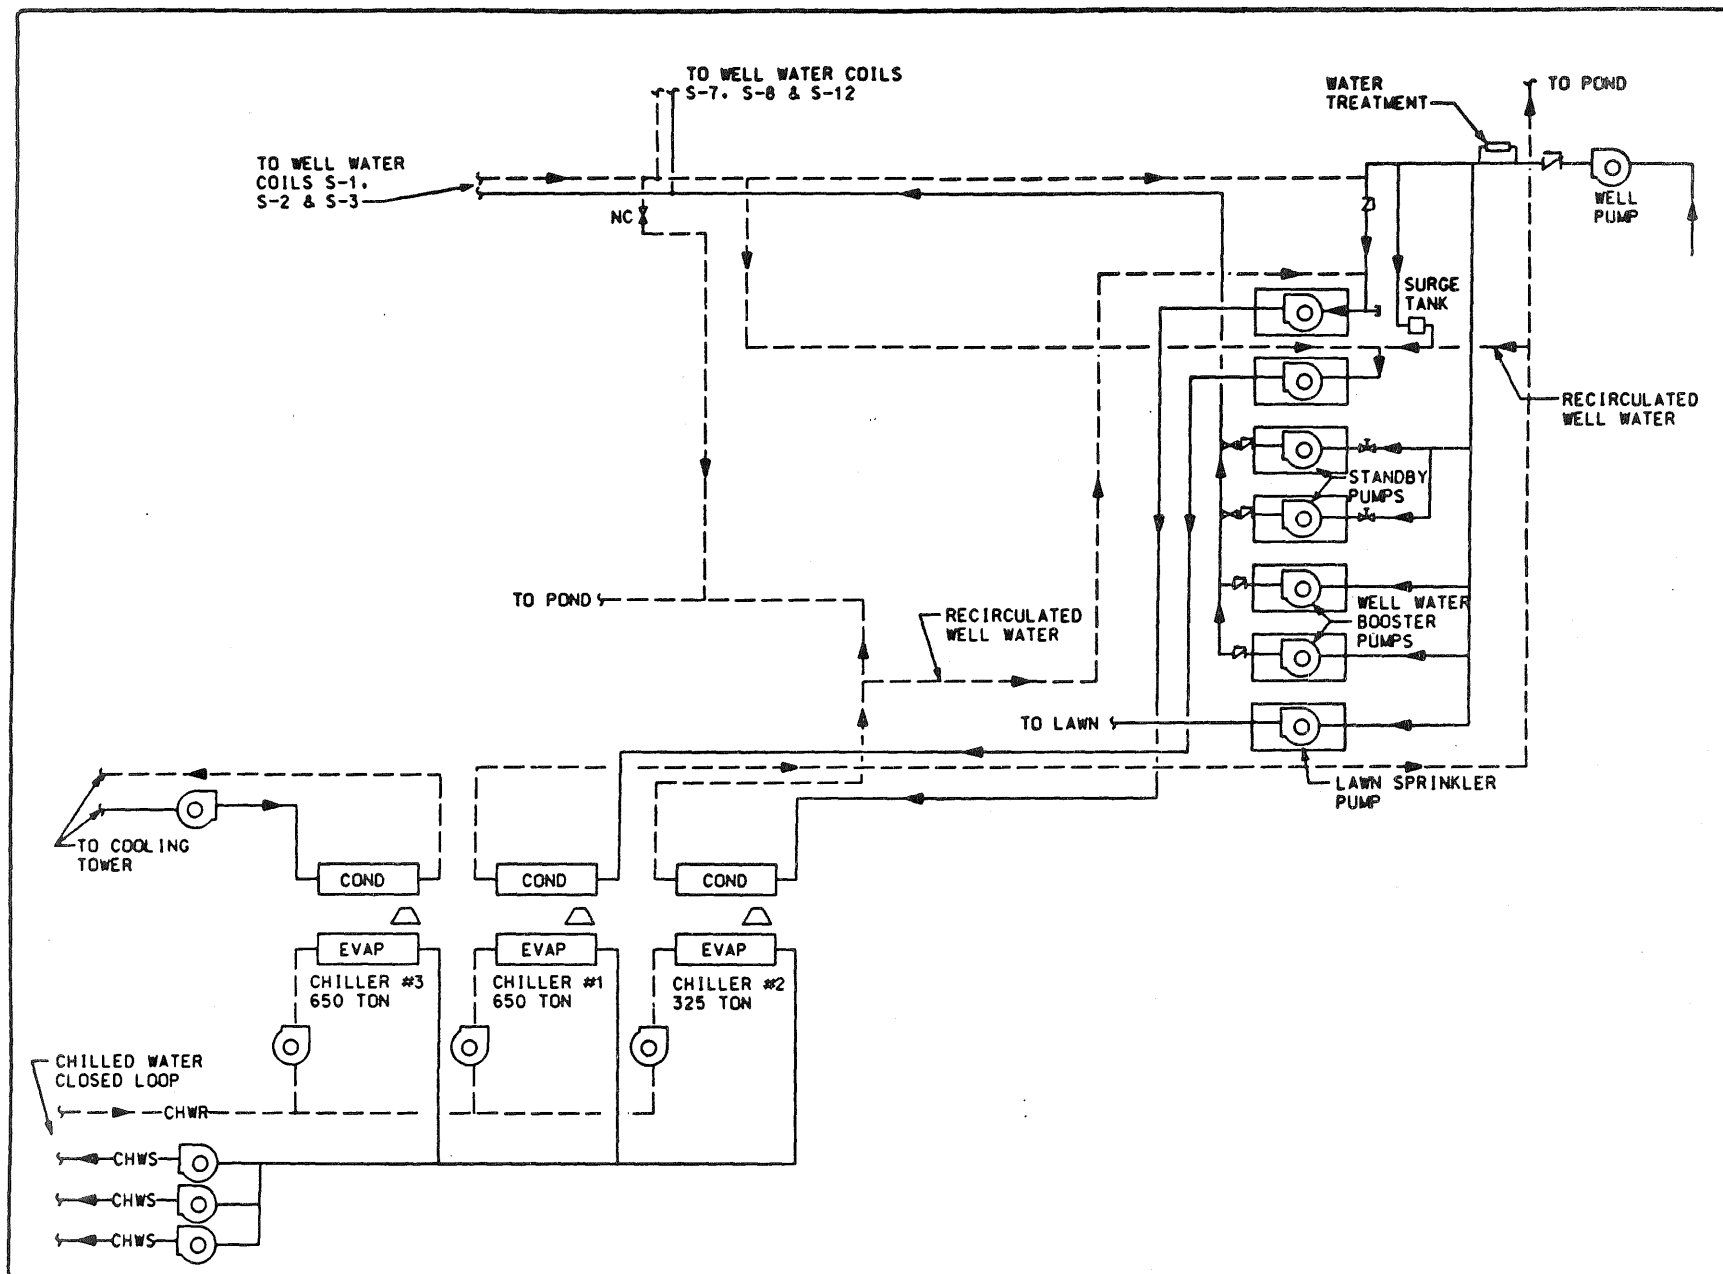 TO WELL WATER COILS
S-7, S-8 & S-12
WATER
TREATMENT
TO POND
TO WELL WATER
COILS S-1,
S-2 & S-3
NC
WELL
PUMP
SURGE
TANK
RECIRCULATED
WELL WATER
STANDBY
PUMPS
TO POND
RECIRCULATED
WELL WATER
WELL WATER
BOOSTER
PUMPS
TO LAWN
LAWN SPRINKLER
PUMP
TO COOLING
TOWER
COND
COND
COND
EVAP
EVAP
EVAP
CHILLER #3
650 TON
CHILLER #1
650 TON
CHILLER #2
325 TON
CHILLED WATER
CLOSED LOOP
CHWR
CHWS
CHWS
CHWS